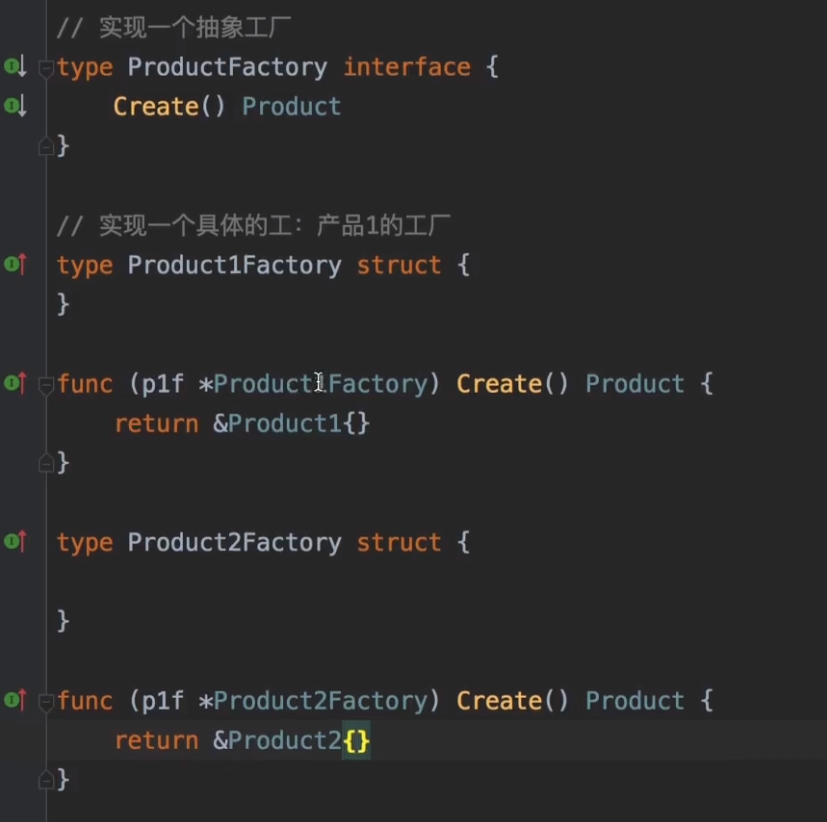 // 实现一个抽象工厂
type ProductFactory interface {
    Create() Product
}
// 实现一个具体的工：产品1的工厂
type Product1Factory struct {
}
func (p1f *Product1Factory) Create() Product {
    return &Product1{}
}
type Product2Factory struct {
}
func (p1f *Product2Factory) Create() Product {
    return &Product2{}
}